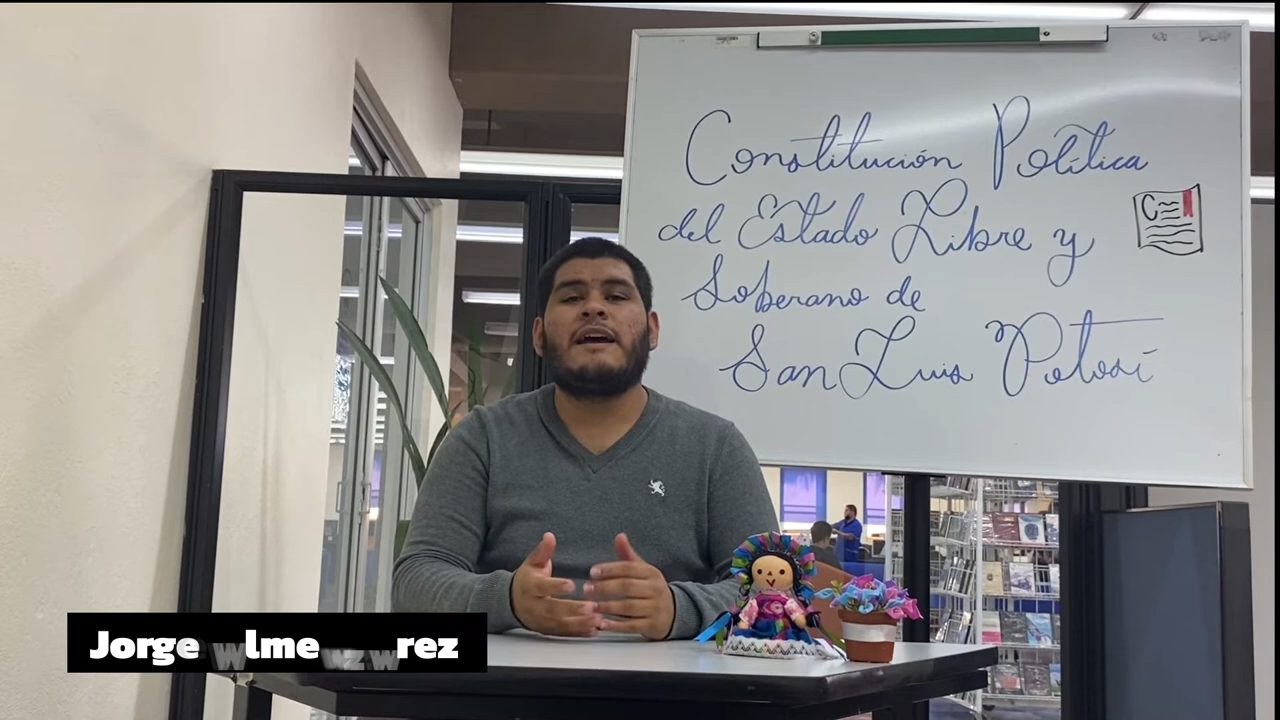 Constitución Política
del Estado Libre y
Soberano de
San Luis Potosí
C
Jorge